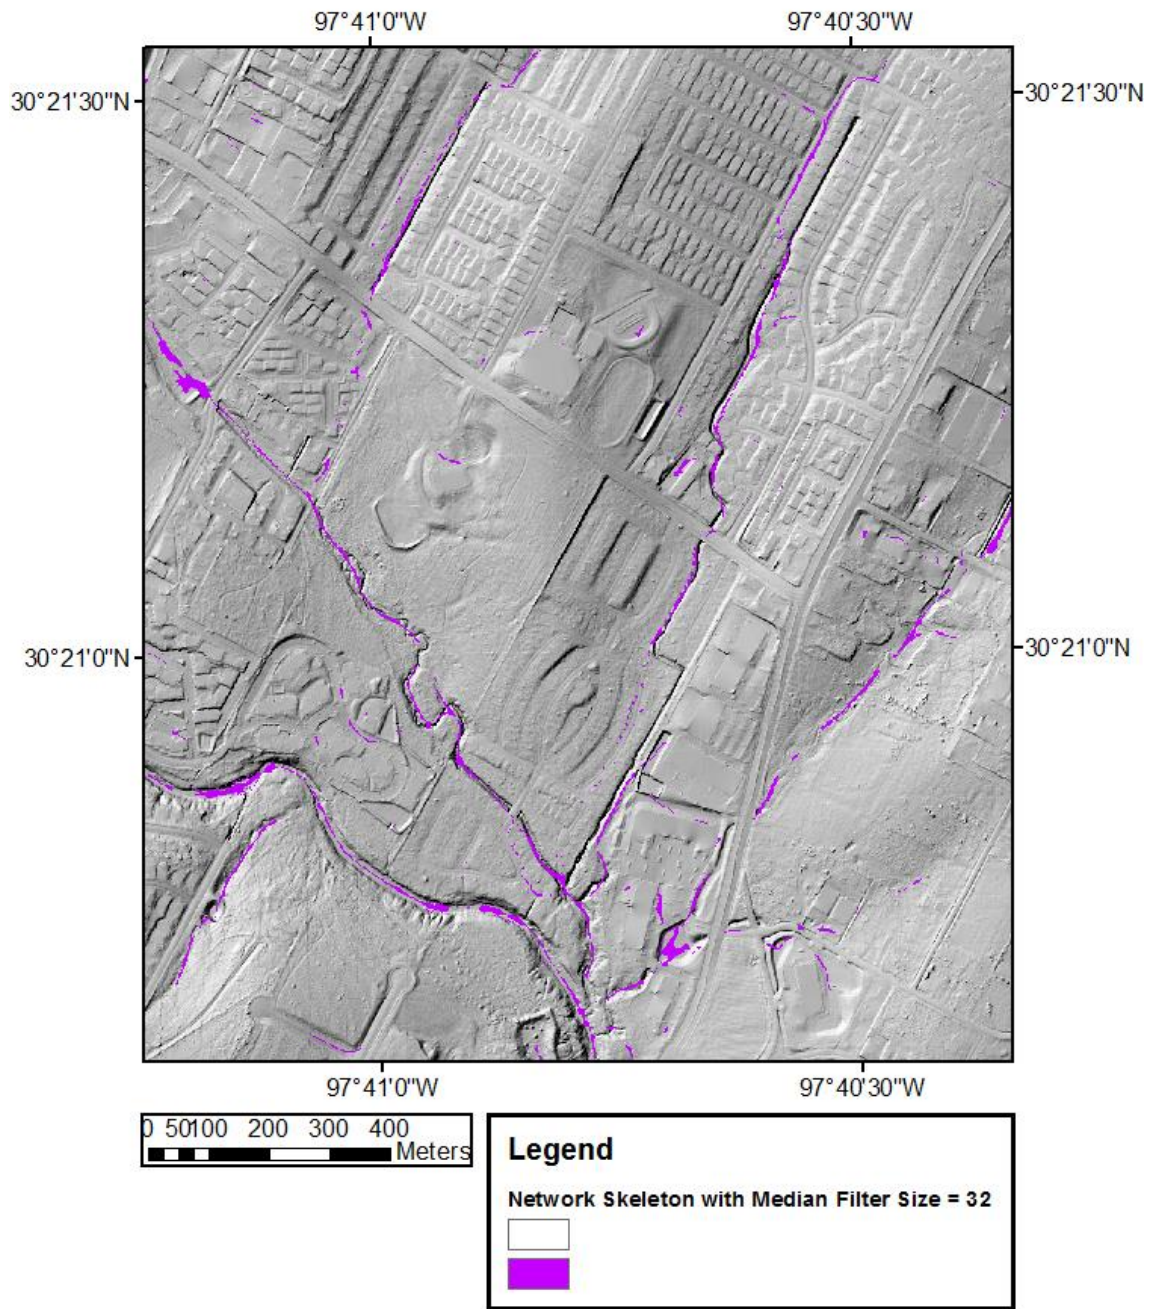 97°41'0"W 97°40'30"W
30°21'30"N 30°21'30"N
30°21'0"N 30°21'0"N
97°41'0"W 97°40'30"W
0 50100 200 300 400
Meters
Legend
Network Skeleton with Median Filter Size = 32